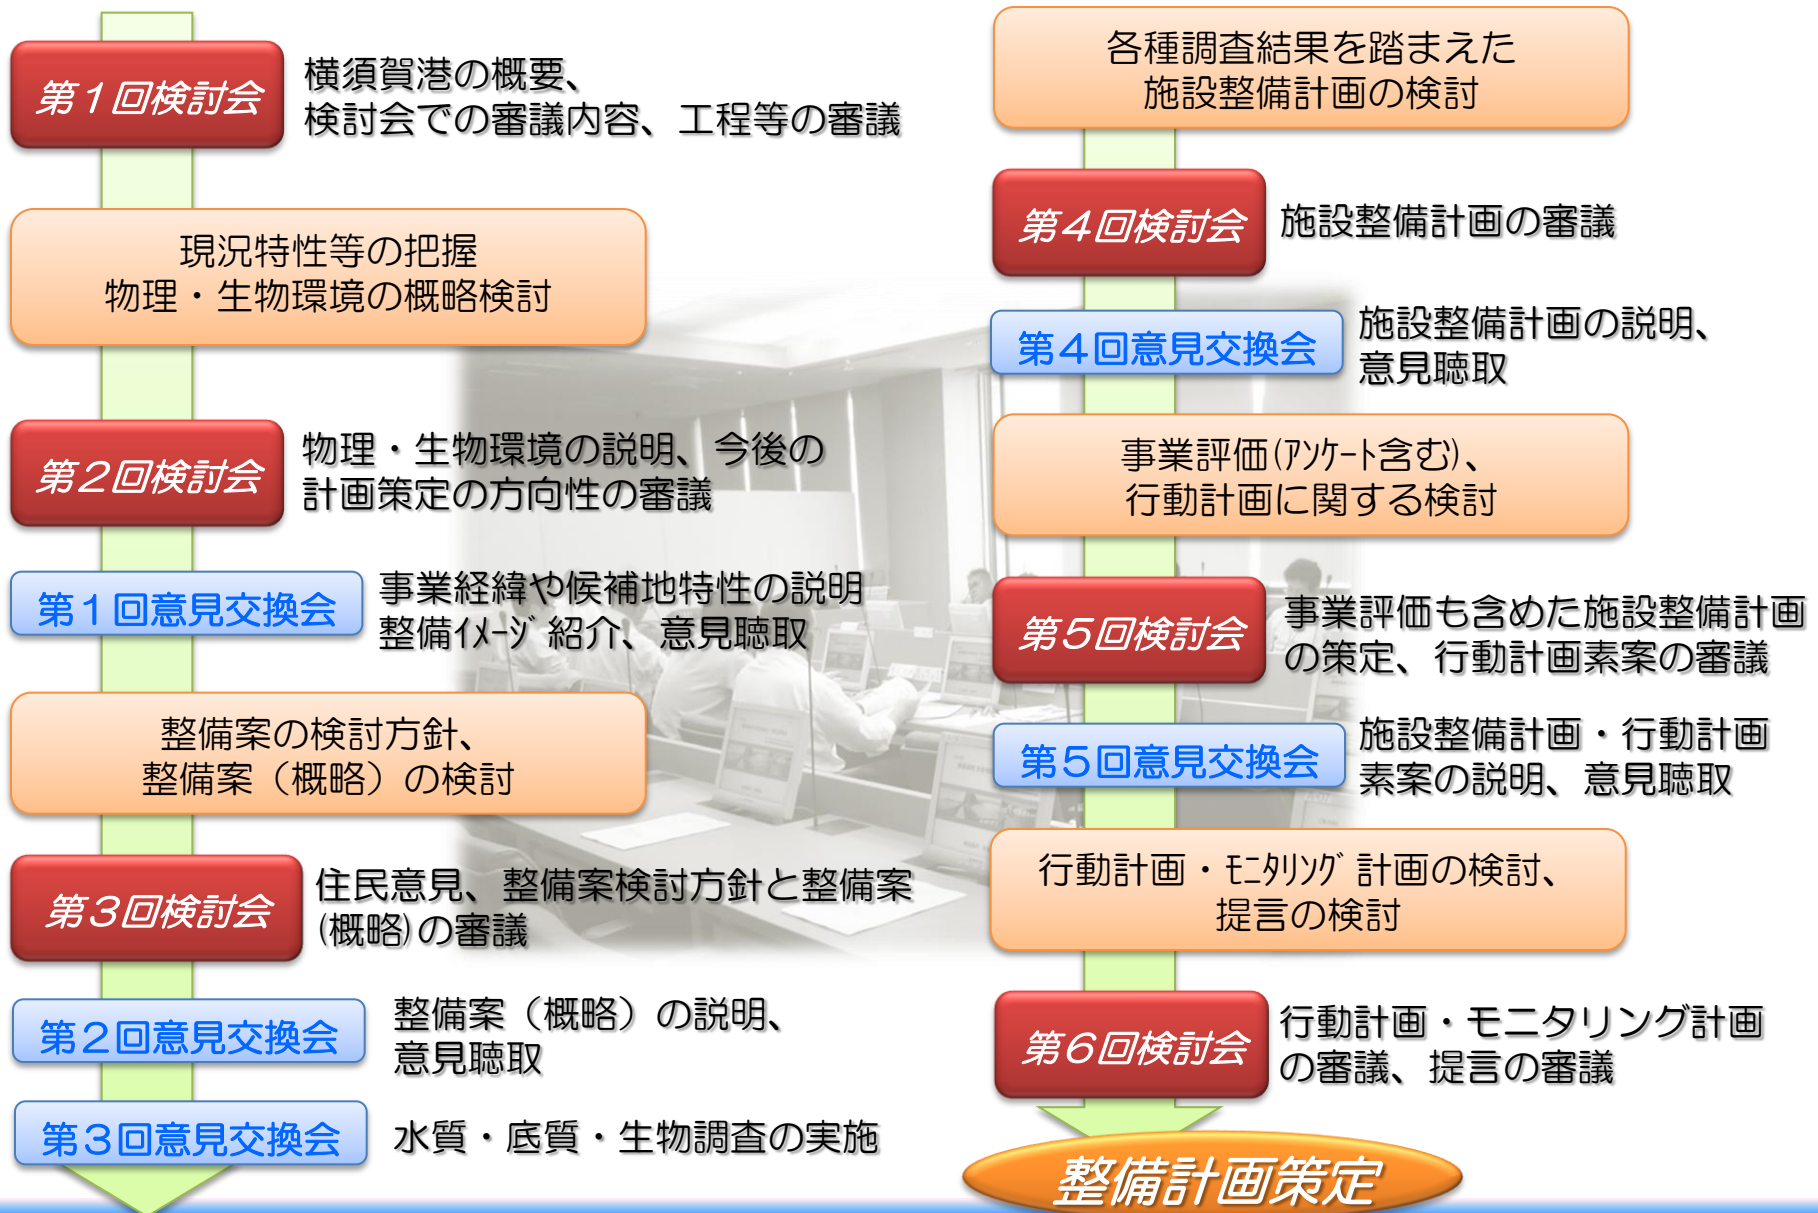 第１回検討会
横須賀港の概要、
検討会での審議内容、工程等の審議
現況特性等の把握
物理・生物環境の概略検討
第２回検討会
物理・生物環境の説明、今後の
計画策定の方向性の審議
第１回意見交換会
事業経緯や候補地特性の説明
整備ｲﾒｰｼﾞ紹介、意見聴取
整備案の検討方針、
整備案（概略）の検討
第３回検討会
住民意見、整備案検討方針と整備案
(概略)の審議
第２回意見交換会
整備案（概略）の説明、
意見聴取
第３回意見交換会
水質・底質・生物調査の実施
各種調査結果を踏まえた
施設整備計画の検討
第４回検討会
施設整備計画の審議
第４回意見交換会
施設整備計画の説明、
意見聴取
事業評価(ｱﾝｹｰﾄ含む)、
行動計画に関する検討
第５回検討会
事業評価も含めた施設整備計画
の策定、行動計画素案の審議
第５回意見交換会
施設整備計画・行動計画
素案の説明、意見聴取
行動計画・ﾓﾆﾀﾘﾝｸﾞ計画の検討、
提言の検討
第６回検討会
行動計画・モニタリング計画
の審議、提言の審議
整備計画策定